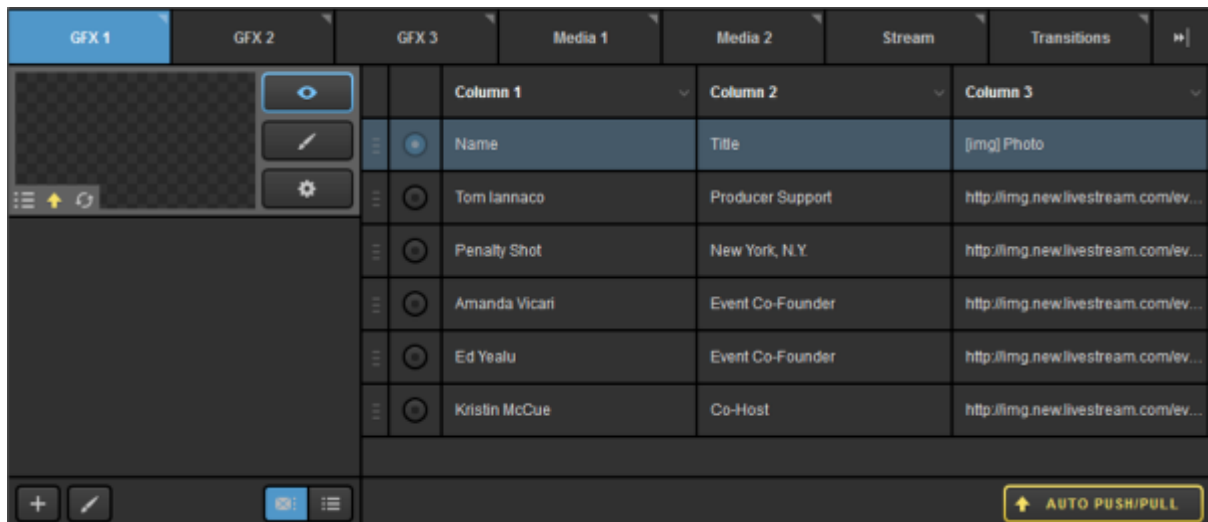 GFX 1 GFX 2 GFX 3 Media 1 Media 2 Stream Transitions
Column 1 Column 2 Column 3
Name Title [img] Photo
Tom Iannaco Producer Support http://img.new.livestream.com/ev...
Penalty Shot New York, N.Y. http://img.new.livestream.com/ev...
Amanda Vicari Event Co-Founder http://img.new.livestream.com/ev...
Ed Yealu Event Co-Founder http://img.new.livestream.com/ev...
Kristin McCue Co-Host http://img.new.livestream.com/ev...
AUTO PUSH/PULL